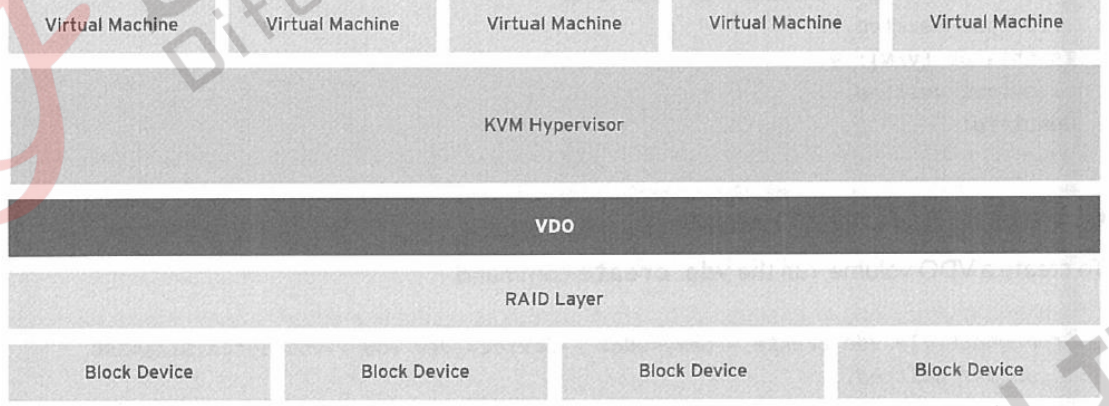 Virtual Machine Virtual Machine Virtual Machine Virtual Machine Virtual Machine
KVM Hypervisor
VDO
RAID Layer
Block Device Block Device Block Device Block Device